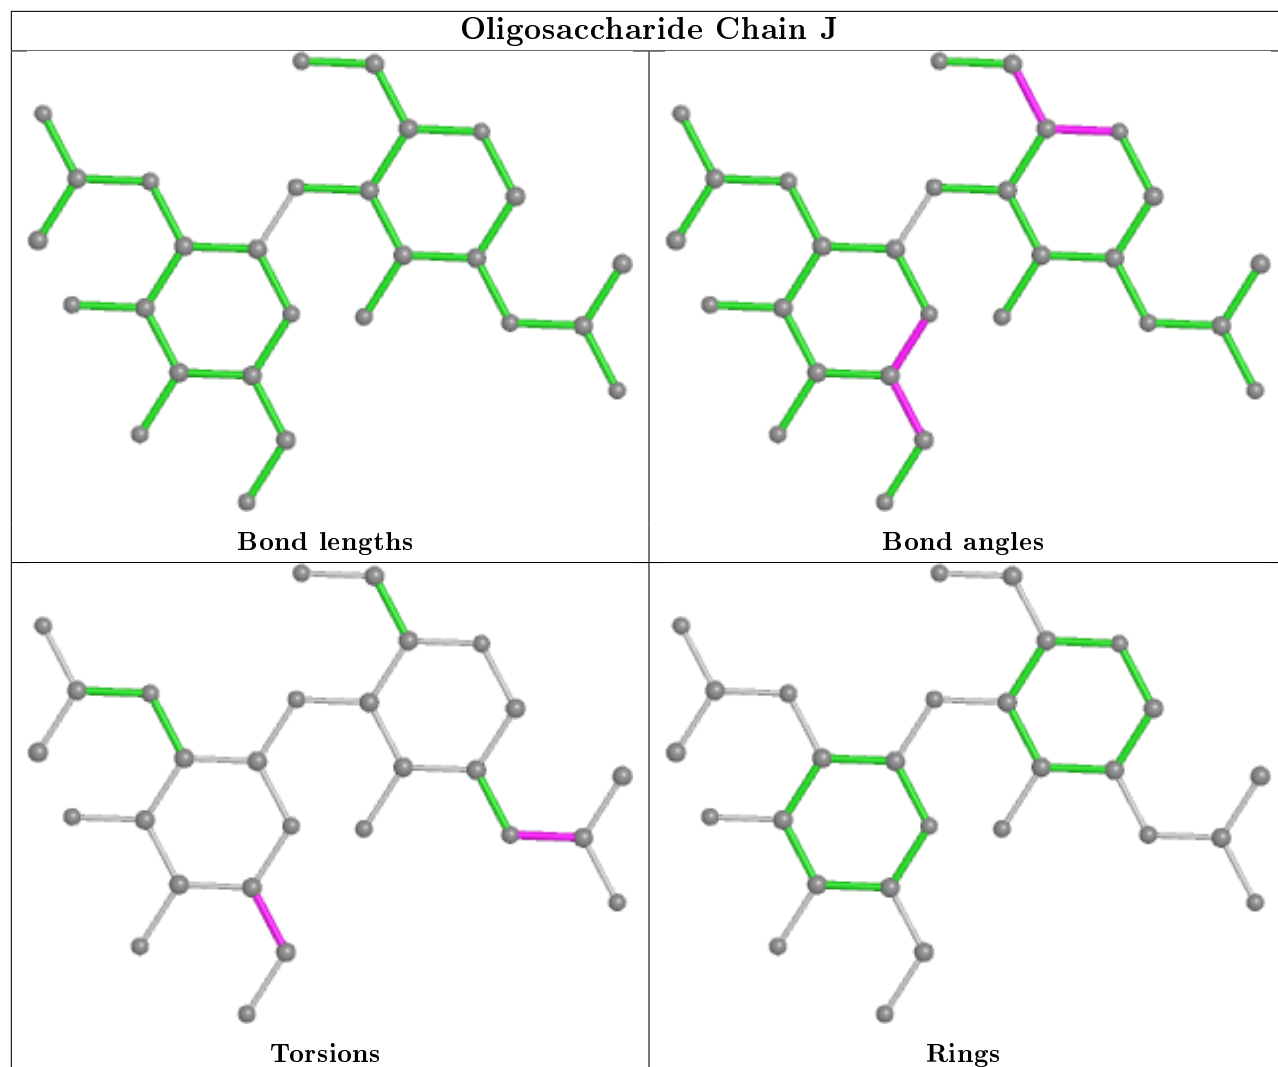 Oligosaccharide Chain J
Bond lengths
Bond angles
Torsions
Rings